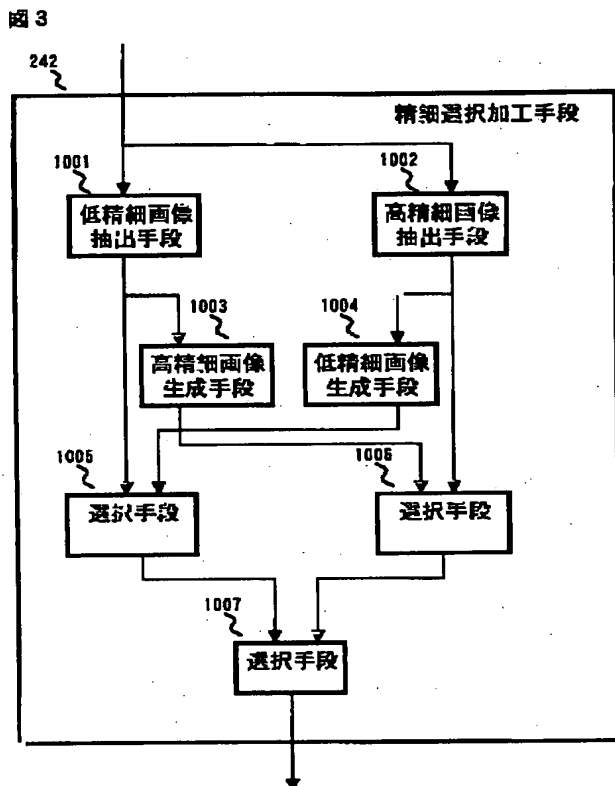 図3
242
精細選択加工手段
1001
1002
低精細画像
抽出手段
高精細画像
抽出手段
1003
1004
高精細画像
生成手段
低精細画像
生成手段
1005
1006
選択手段
選択手段
1007
選択手段